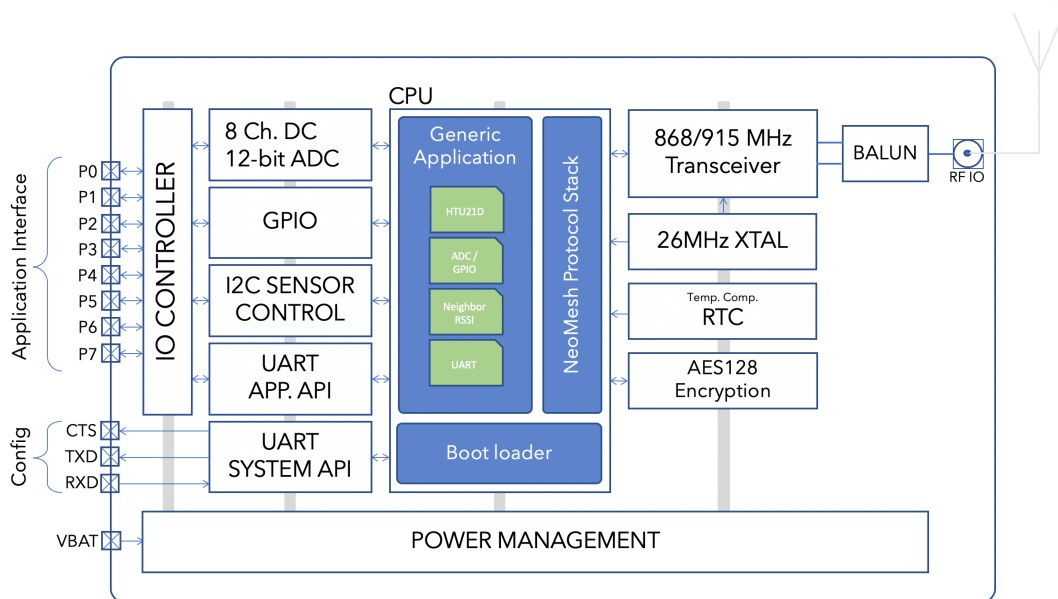 CPU
8 Ch. DC
12-bit ADC
Generic
Application
868/915 MHz
Transceiver
BALUN
RF IO
Application Interface
P0
P1
P2
P3
P4
P5
P6
P7
IO CONTROLLER
GPIO
HTU21D
ADC /
GPIO
Neighbor
RSSI
UART
NeoMesh Protocol Stack
26MHz XTAL
I2C SENSOR
CONTROL
Temp. Comp.
RTC
UART
APP. API
AES128
Encryption
Config
CTS
TXD
RXD
UART
SYSTEM API
Boot loader
VBAT
POWER MANAGEMENT